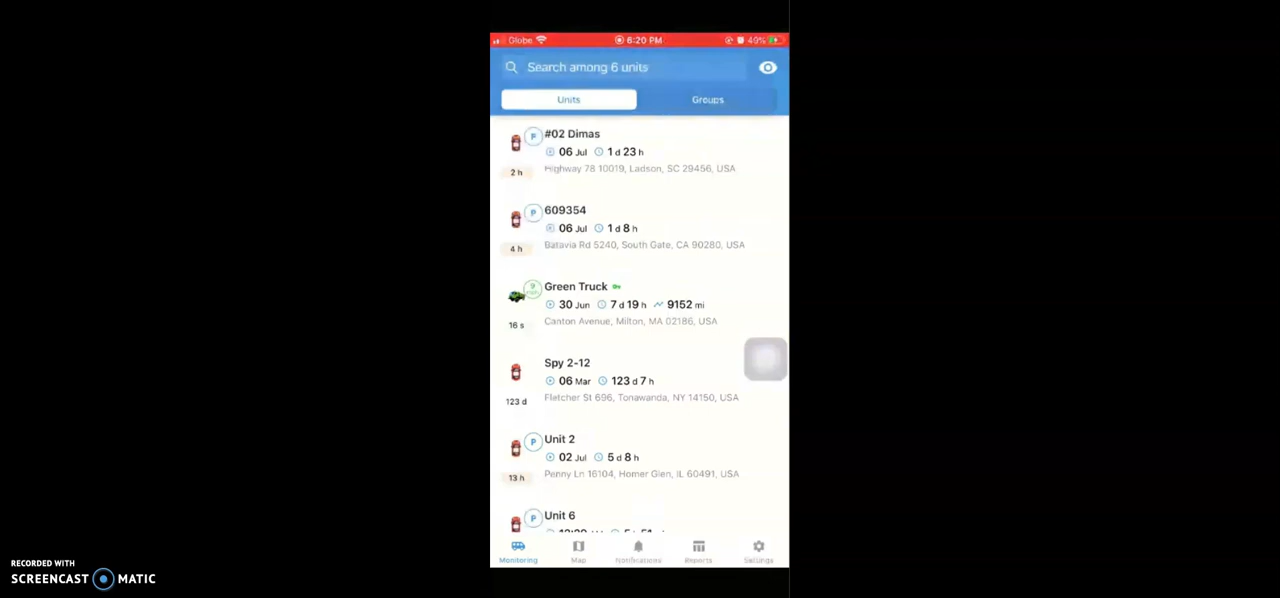 Globe 6:20 PM 49%
Search among 6 units
Units Groups
P #02 Dimas
06 Jul 1 d 23 h
2 h Highway 78 10019, Ladson, SC 29456, USA
P 609354
06 Jul 1 d 8 h
4 h Batavia Rd 5240, South Gate, CA 90280, USA
Green Truck
30 Jun 7 d 19 h 9152 mi
16 s Canton Avenue, Milton, MA 02186, USA
Spy 2-12
06 Mar 123 d 7 h
123 d Fletcher St 696, Tonawanda, NY 14150, USA
P Unit 2
02 Jul 5 d 8 h
13 h Penny Ln 16104, Homer Glen, IL 60491, USA
P Unit 6
Monitoring Map Notifications Reports Settings
RECORDED WITH
SCREENCAST MATIC